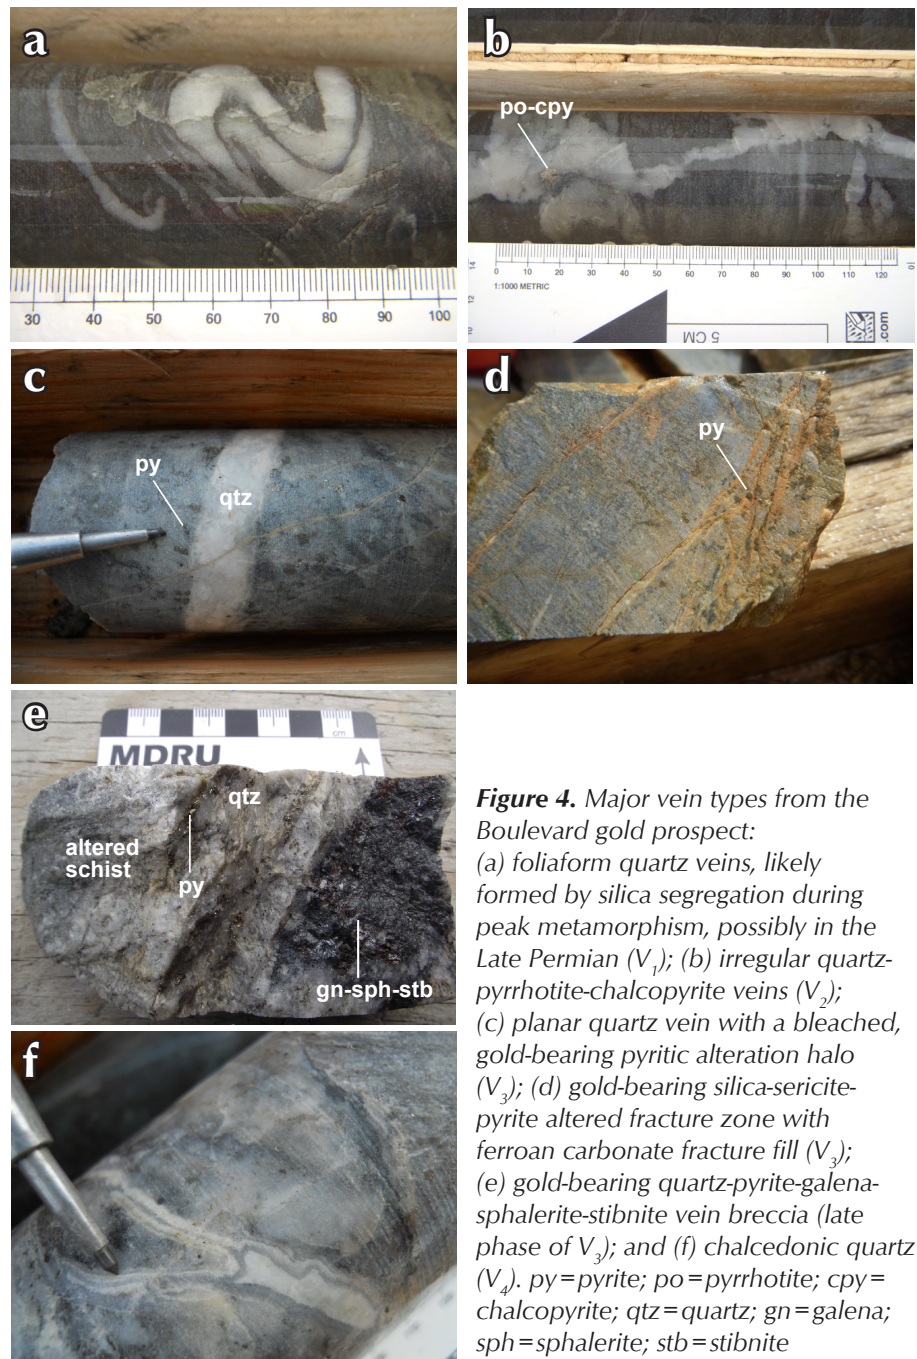 a
30 40 50 60 70 80 90 100
b
po-cpy
0 10 20 30 40 50 60 70 80 90 100 110 120
1:1000 METRIC
14
12
10
5 CM
.com
c
py
qtz
d
py
e
cm
MDRU
qtz
altered
schist
py
gn-sph-stb
f
Figure 4. Major vein types from the
Boulevard gold prospect:
(a) foliaform quartz veins, likely
formed by silica segregation during
peak metamorphism, possibly in the
Late Permian (V₁); (b) irregular quartz-
pyrrhotite-chalcopyrite veins (V₂);
(c) planar quartz vein with a bleached,
gold-bearing pyritic alteration halo
(V₃); (d) gold-bearing silica-sericite-
pyrite altered fracture zone with
ferroan carbonate fracture fill (V₃);
(e) gold-bearing quartz-pyrite-galena-
sphalerite-stibnite vein breccia (late
phase of V₃); and (f) chalcedonic quartz
(V₄). py=pyrite; po=pyrrhotite; cpy=
chalcopyrite; qtz=quartz; gn=galena;
sph=sphalerite; stb=stibnite